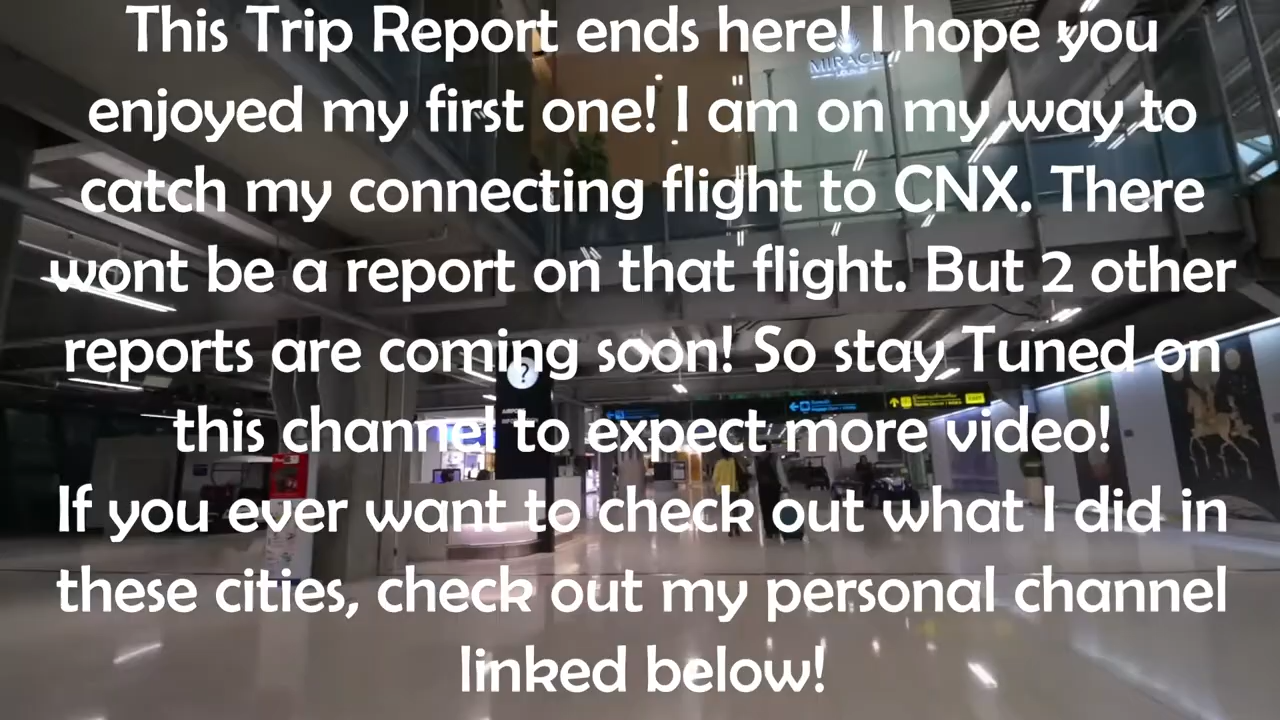 This Trip Report ends here! I hope you
enjoyed my first one! I am on my way to
catch my connecting flight to CNX. There
wont be a report on that flight. But 2 other
reports are coming soon! So stay Tuned on
this channel to expect more video!
If you ever want to check out what I did in
these cities, check out my personal channel
linked below!
MIRACLE
LOUNGE
?
EXIT